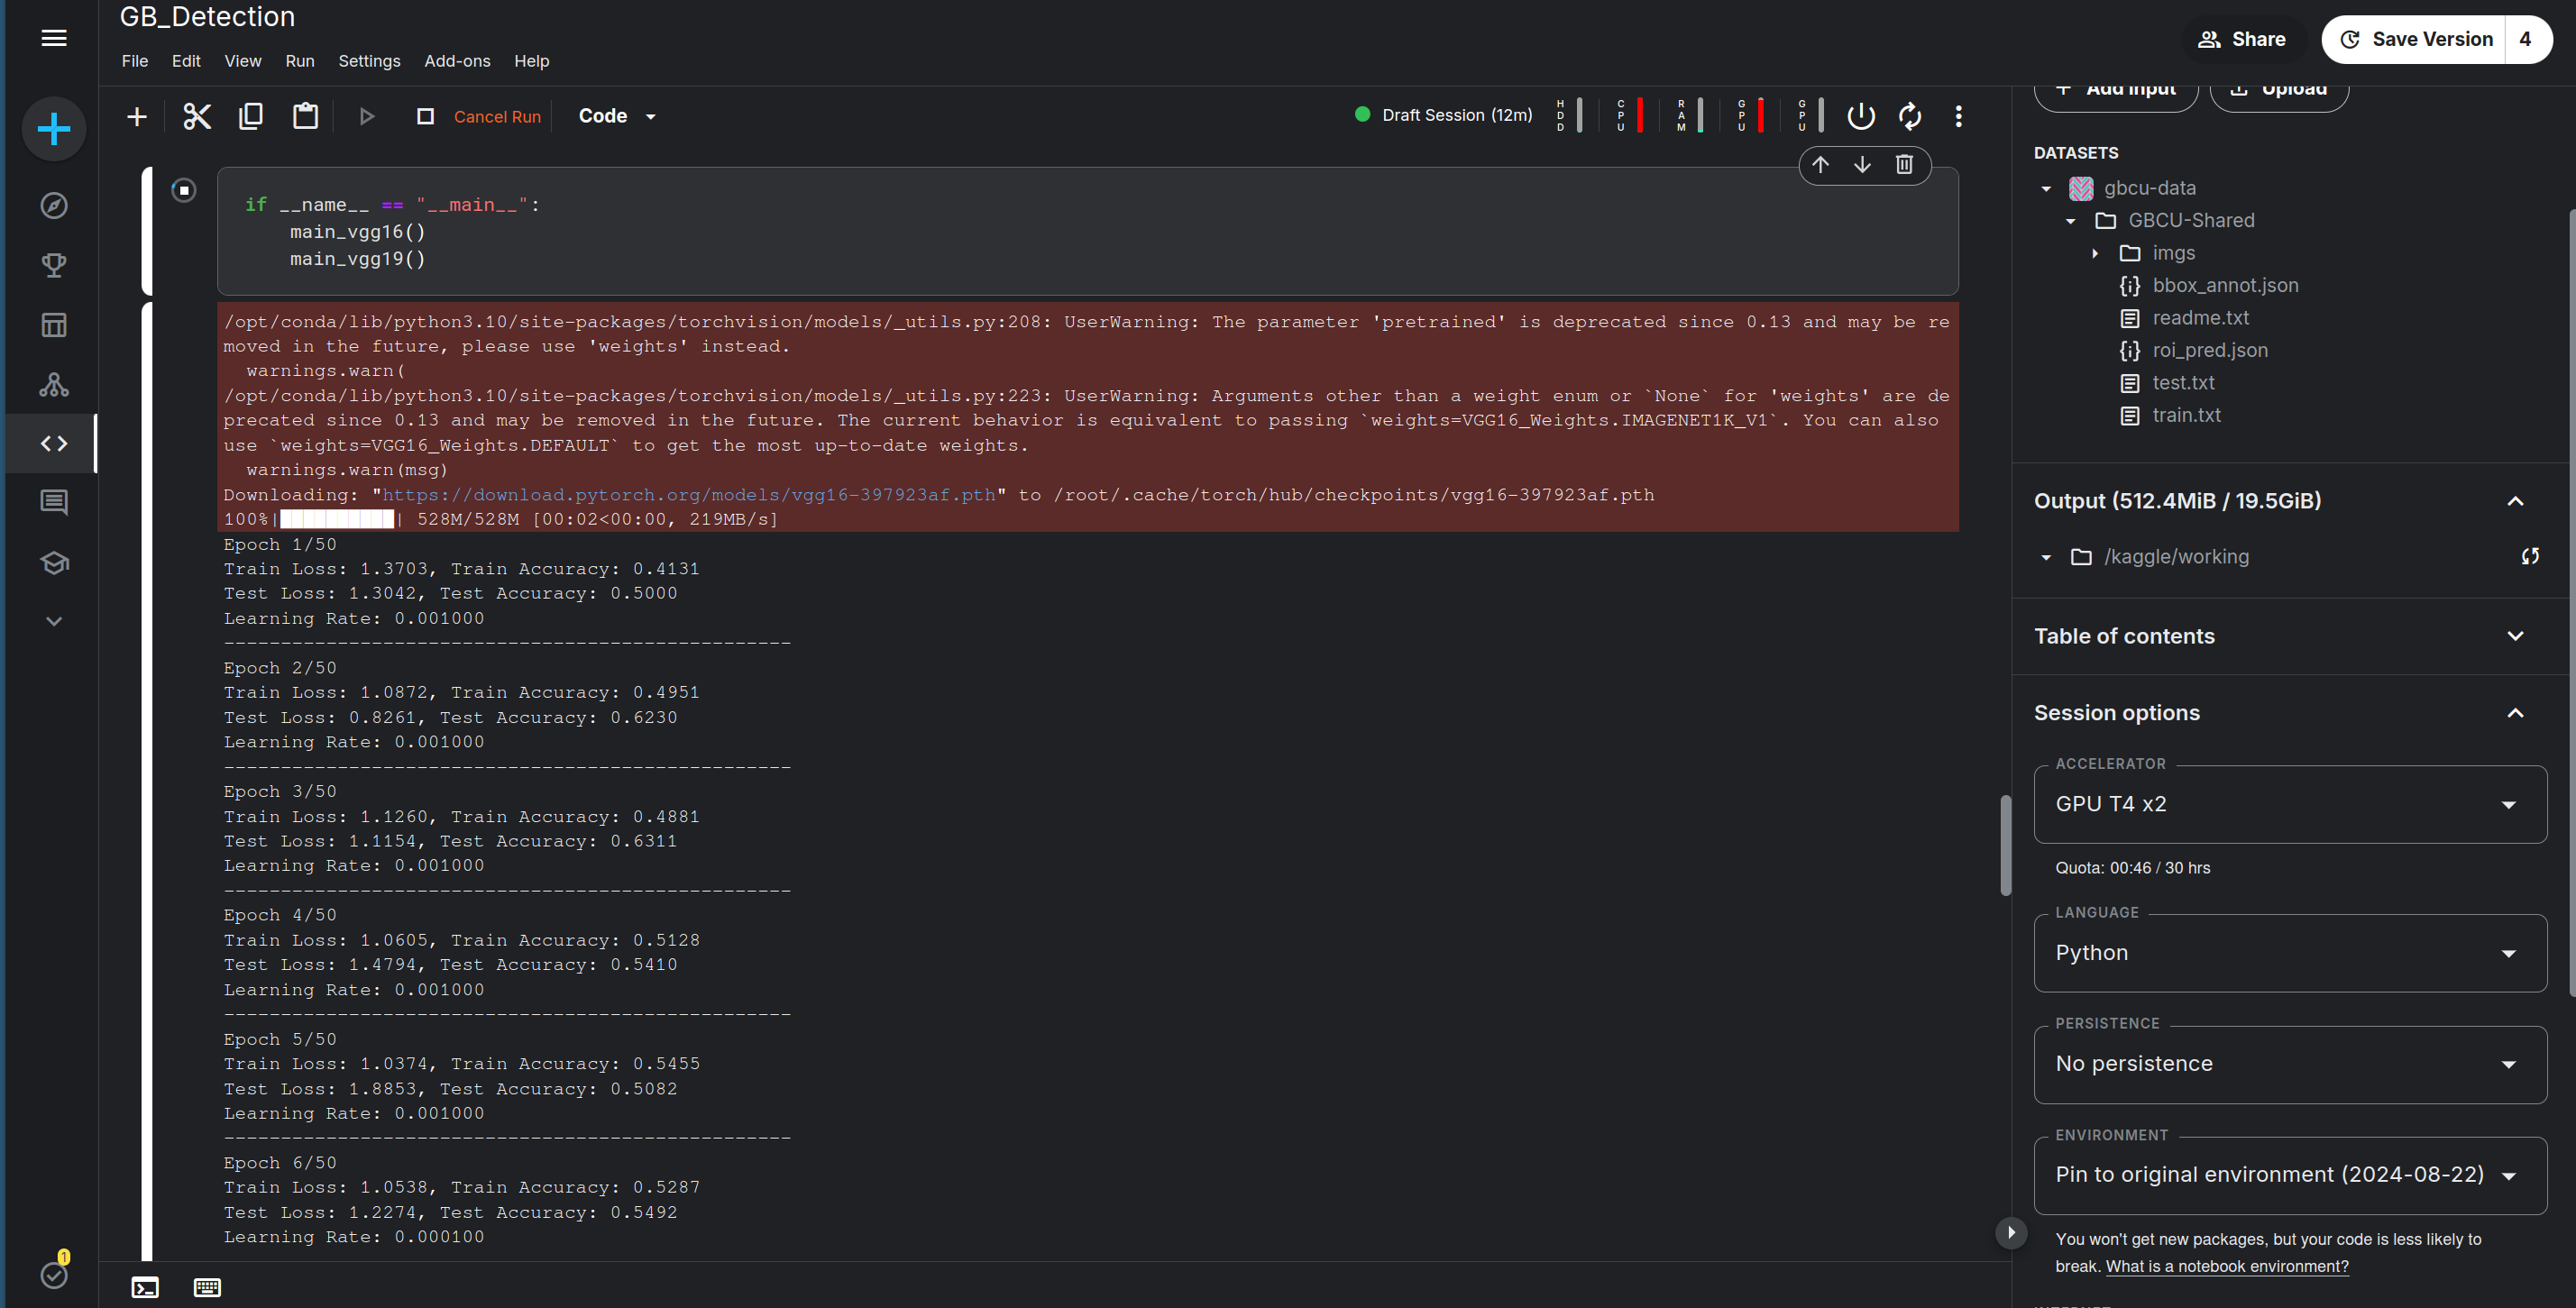 GB_Detection
File Edit View Run Settings Add-ons Help
Share
Save Version 4
Cancel Run
Code
Draft Session (12m)
HDD
CPU
RAM
GPU
GPU
if __name__ == "__main__":
    main_vgg16()
    main_vgg19()
/opt/conda/lib/python3.10/site-packages/torchvision/models/_utils.py:208: UserWarning: The parameter 'pretrained' is deprecated since 0.13 and may be re
moved in the future, please use 'weights' instead.
  warnings.warn(
/opt/conda/lib/python3.10/site-packages/torchvision/models/_utils.py:223: UserWarning: Arguments other than a weight enum or `None` for 'weights' are de
precated since 0.13 and may be removed in the future. The current behavior is equivalent to passing `weights=VGG16_Weights.IMAGENET1K_V1`. You can also
use `weights=VGG16_Weights.DEFAULT` to get the most up-to-date weights.
  warnings.warn(msg)
Downloading: "https://download.pytorch.org/models/vgg16-397923af.pth" to /root/.cache/torch/hub/checkpoints/vgg16-397923af.pth
100%|██████████| 528M/528M [00:02<00:00, 219MB/s]
Epoch 1/50
Train Loss: 1.3703, Train Accuracy: 0.4131
Test Loss: 1.3042, Test Accuracy: 0.5000
Learning Rate: 0.001000
--------------------------------------------------
Epoch 2/50
Train Loss: 1.0872, Train Accuracy: 0.4951
Test Loss: 0.8261, Test Accuracy: 0.6230
Learning Rate: 0.001000
--------------------------------------------------
Epoch 3/50
Train Loss: 1.1260, Train Accuracy: 0.4881
Test Loss: 1.1154, Test Accuracy: 0.6311
Learning Rate: 0.001000
--------------------------------------------------
Epoch 4/50
Train Loss: 1.0605, Train Accuracy: 0.5128
Test Loss: 1.4794, Test Accuracy: 0.5410
Learning Rate: 0.001000
--------------------------------------------------
Epoch 5/50
Train Loss: 1.0374, Train Accuracy: 0.5455
Test Loss: 1.8853, Test Accuracy: 0.5082
Learning Rate: 0.001000
--------------------------------------------------
Epoch 6/50
Train Loss: 1.0538, Train Accuracy: 0.5287
Test Loss: 1.2274, Test Accuracy: 0.5492
Learning Rate: 0.000100
1
Add Input
Upload
DATASETS
gbcu-data
GBCU-Shared
imgs
bbox_annot.json
readme.txt
roi_pred.json
test.txt
train.txt
Output (512.4MiB / 19.5GiB)
/kaggle/working
Table of contents
Session options
ACCELERATOR
GPU T4 x2
Quota: 00:46 / 30 hrs
LANGUAGE
Python
PERSISTENCE
No persistence
ENVIRONMENT
Pin to original environment (2024-08-22)
You won't get new packages, but your code is less likely to
break. What is a notebook environment?